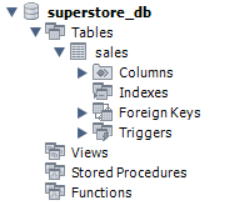 superstore_db
Tables
sales
Columns
Indexes
Foreign Keys
Triggers
Views
Stored Procedures
Functions